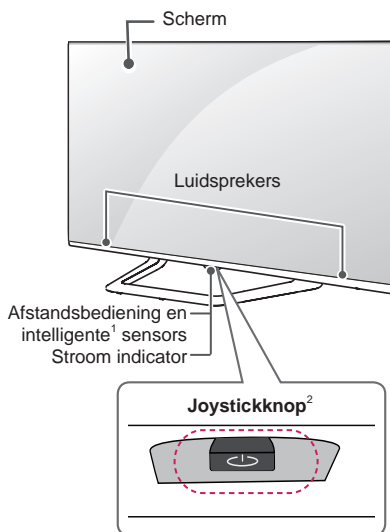 Scherm
Luidsprekers
Afstandsbediening en
intelligente¹ sensors
Stroom indicator
Joystickknop²